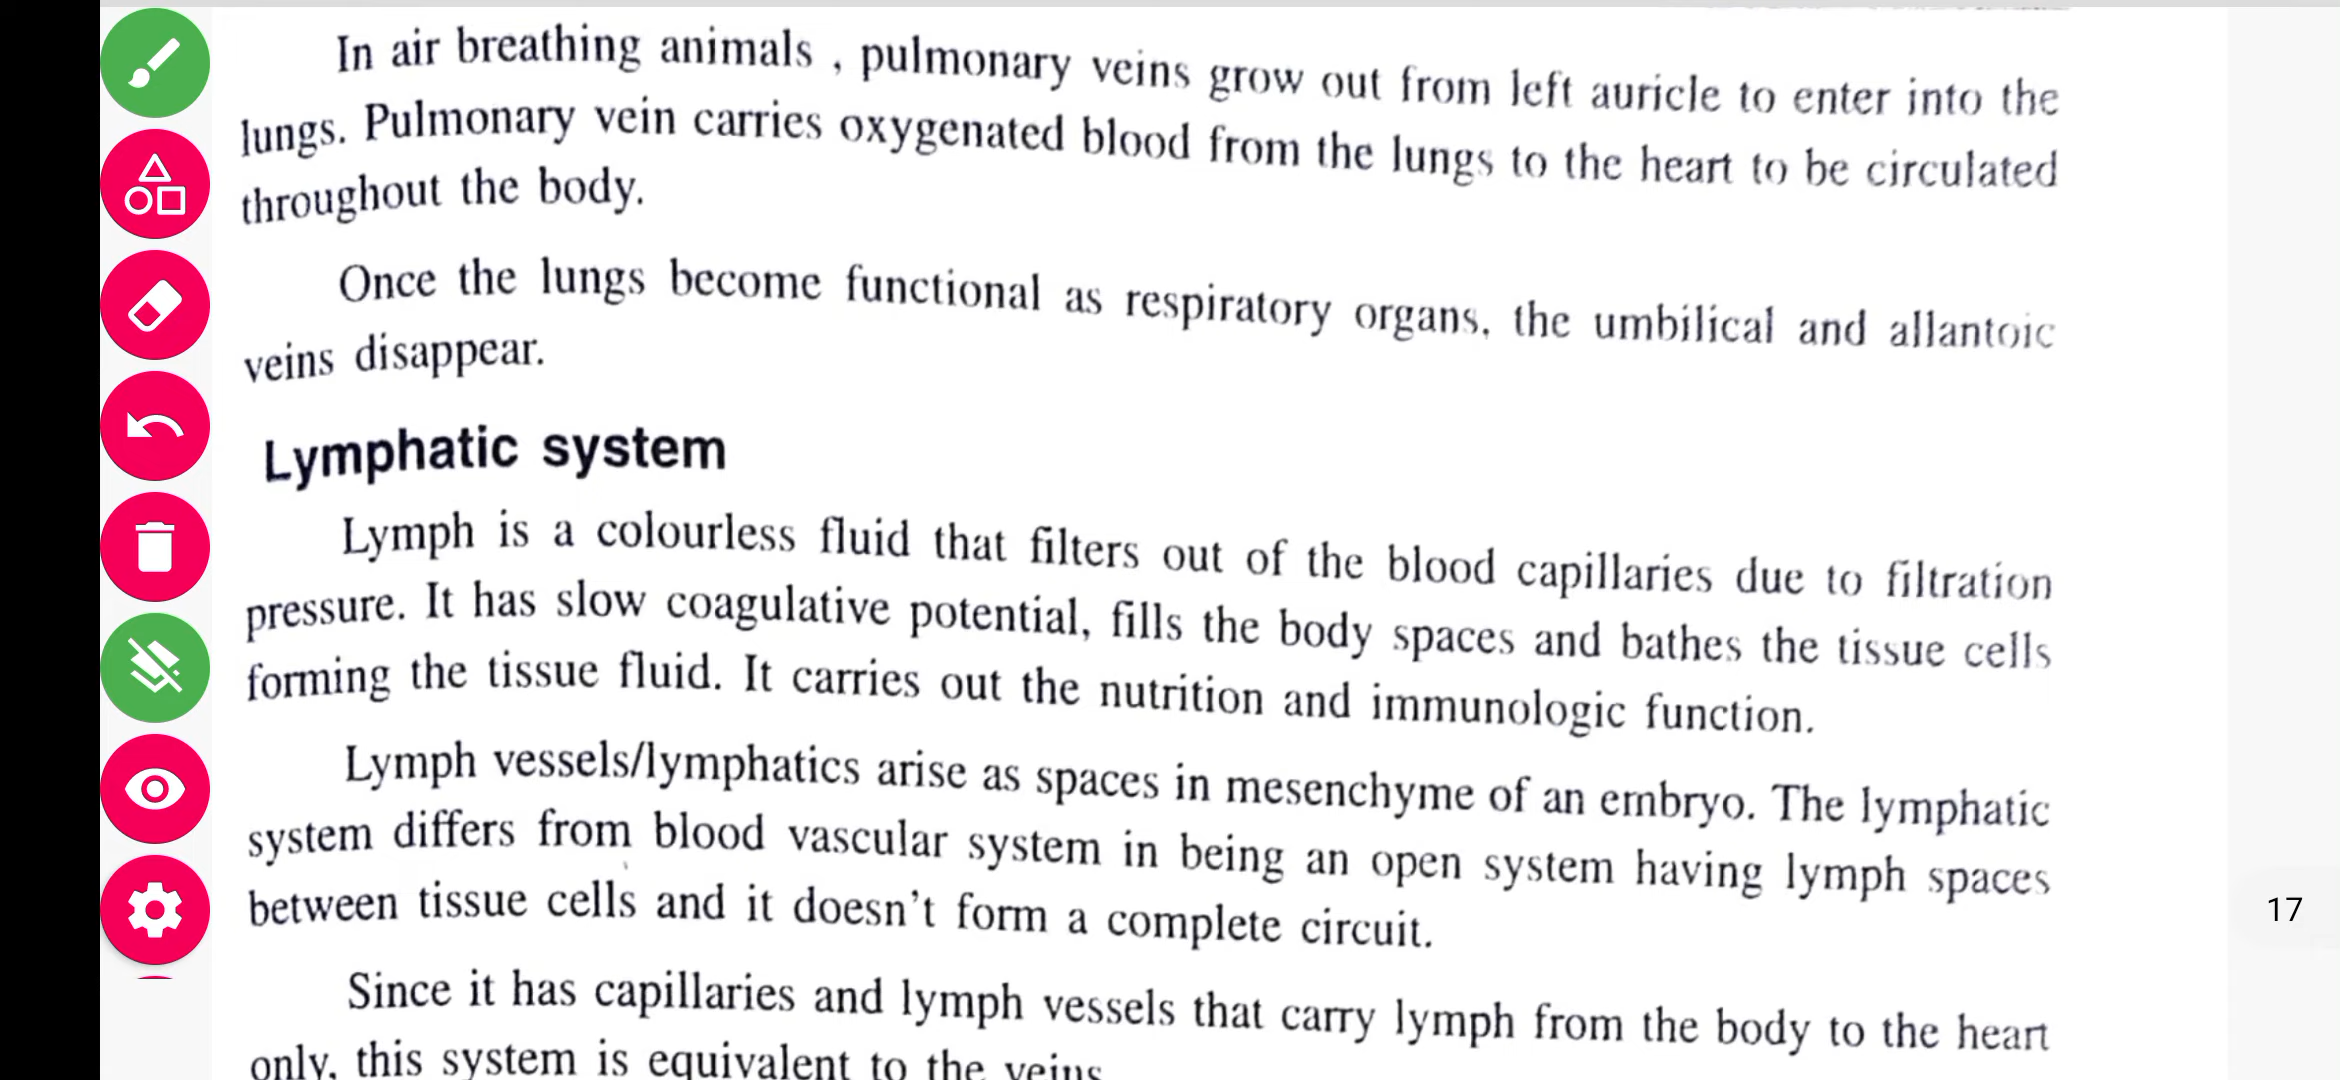 In air breathing animals , pulmonary veins grow out from left auricle to enter into the
lungs. Pulmonary vein carries oxygenated blood from the lungs to the heart to be circulated
throughout the body.
Once the lungs become functional as respiratory organs, the umbilical and allantoic
veins disappear.
Lymphatic system
Lymph is a colourless fluid that filters out of the blood capillaries due to filtration
pressure. It has slow coagulative potential, fills the body spaces and bathes the tissue cells
forming the tissue fluid. It carries out the nutrition and immunologic function.
Lymph vessels/lymphatics arise as spaces in mesenchyme of an embryo. The lymphatic
system differs from blood vascular system in being an open system having lymph spaces
between tissue cells and it doesn't form a complete circuit.
17
Since it has capillaries and lymph vessels that carry lymph from the body to the heart
only, this system is equivalent to the veins